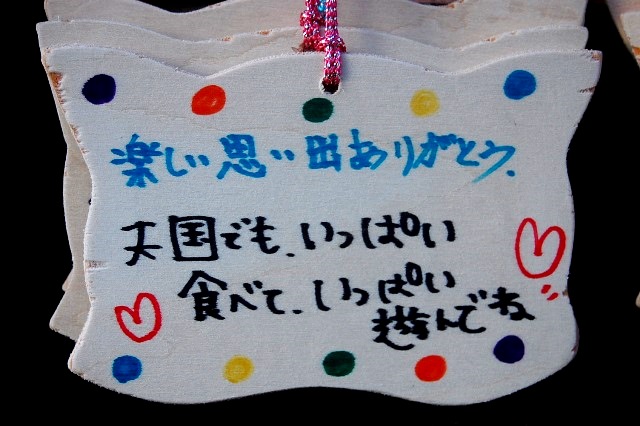 楽しい思い出ありがとう.
天国でも、いっぱい
食べて、いっぱい
遊んでね